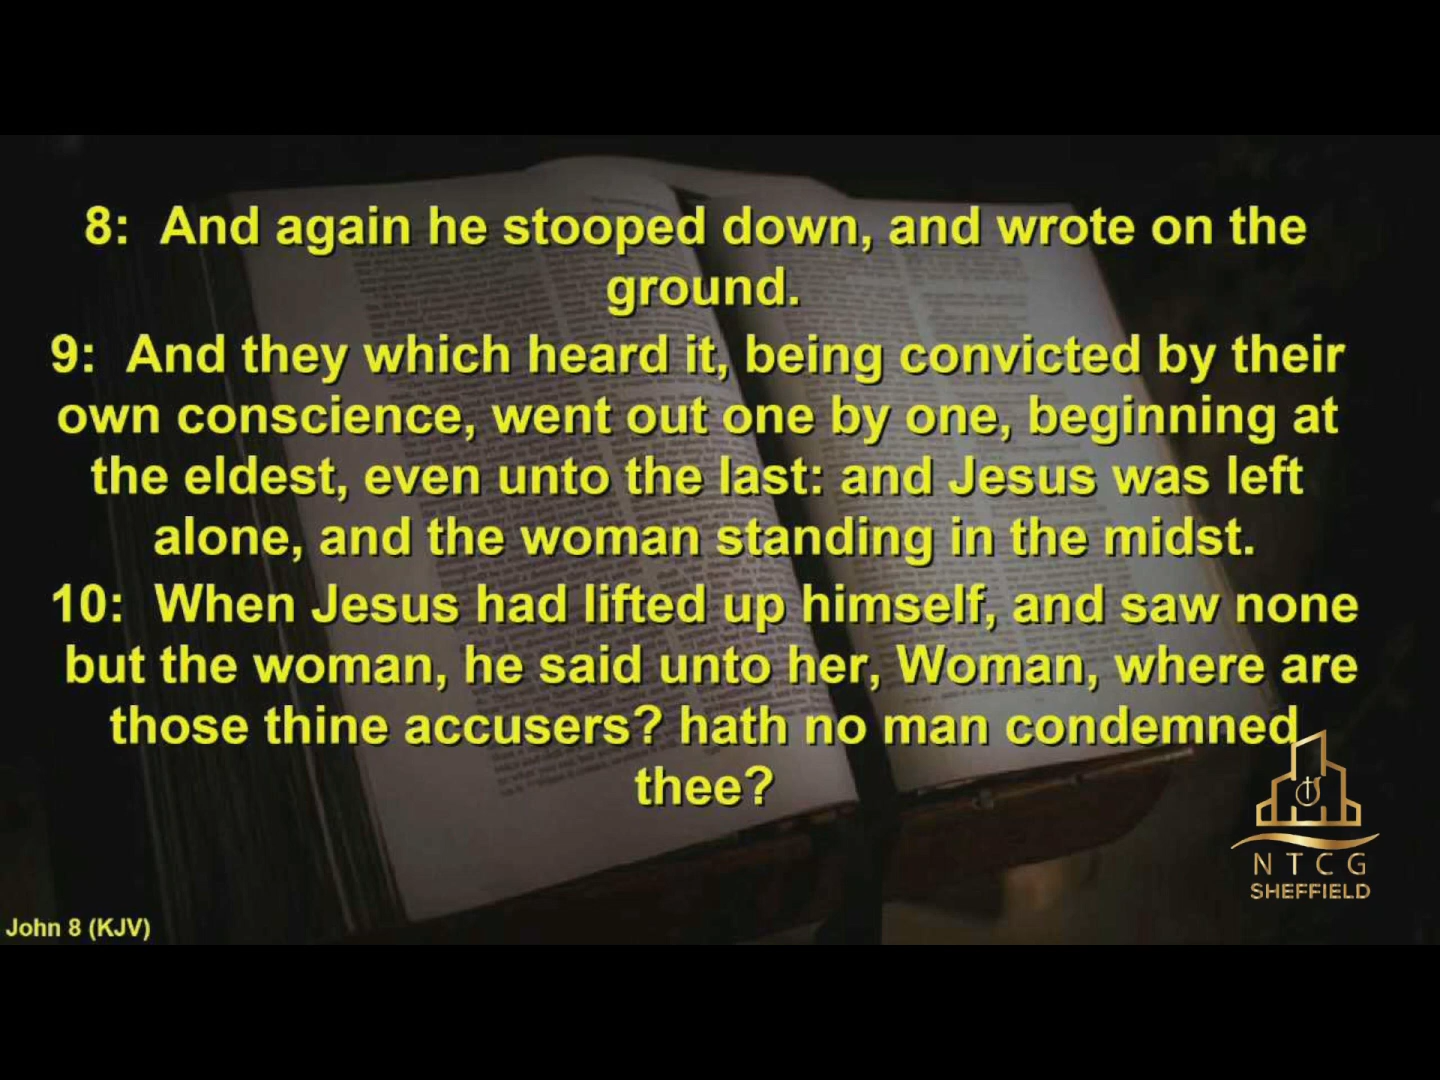 8:  And again he stooped down, and wrote on the
ground.
9:  And they which heard it, being convicted by their
own conscience, went out one by one, beginning at
the eldest, even unto the last: and Jesus was left
alone, and the woman standing in the midst.
10:  When Jesus had lifted up himself, and saw none
but the woman, he said unto her, Woman, where are
those thine accusers? hath no man condemned
thee?
NTCG
SHEFFIELD
John 8 (KJV)